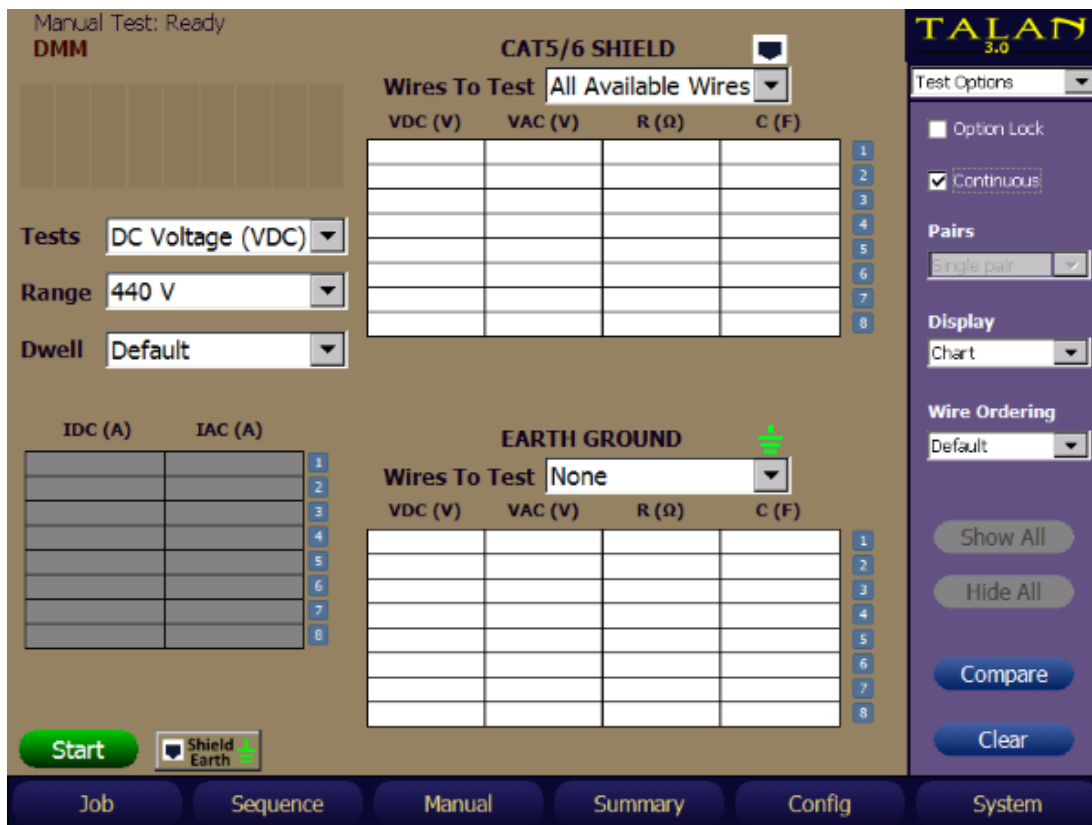 Manual Test: Ready
DMM
CAT5/6 SHIELD
Wires To Test All Available Wires
VDC (V) VAC (V) R (Ω) C (F)
1
2
3
4
5
6
7
8
Tests DC Voltage (VDC)
Range 440 V
Dwell Default
IDC (A) IAC (A)
1
2
3
4
5
6
7
8
EARTH GROUND
Wires To Test None
VDC (V) VAC (V) R (Ω) C (F)
1
2
3
4
5
6
7
8
Start
Shield
Earth
TALAN
3.0
Test Options
Option Lock
Continuous
Pairs
Single pair
Display
Chart
Wire Ordering
Default
Show All
Hide All
Compare
Clear
Job Sequence Manual Summary Config System